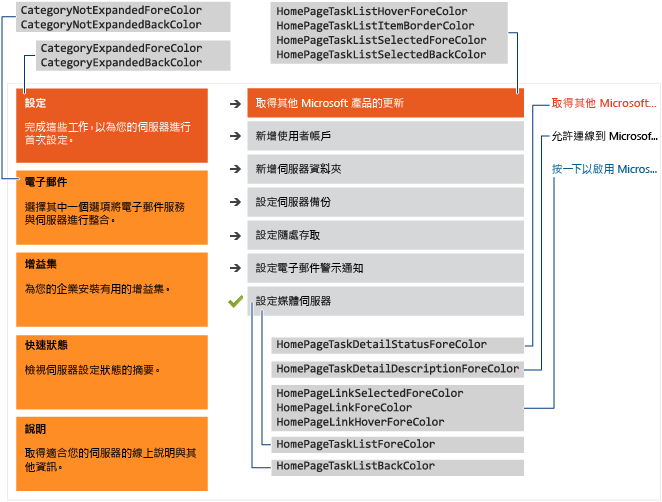 CategoryNotExpandedForeColor
CategoryNotExpandedBackColor
CategoryExpandedForeColor
CategoryExpandedBackColor
HomePageTaskListHoverForeColor
HomePageTaskListItemBorderColor
HomePageTaskListSelectedForeColor
HomePageTaskListSelectedBackColor
設定
完成這些工作，以為您的伺服器進行
首次設定。
電子郵件
選擇其中一個選項將電子郵件服務
與伺服器進行整合。
增益集
為您的企業安裝有用的增益集。
快速狀態
檢視伺服器設定狀態的摘要。
說明
取得適合您的伺服器的線上說明與其
他資訊。
取得其他 Microsoft 產品的更新
新增使用者帳戶
新增伺服器資料夾
設定伺服器備份
設定隨處存取
設定電子郵件警示通知
設定媒體伺服器
取得其他 Microsoft...
允許連線到 Microsof...
按一下以啟用 Micros...
HomePageTaskDetailStatusForeColor
HomePageTaskDetailDescriptionForeColor
HomePageLinkSelectedForeColor
HomePageLinkForeColor
HomePageLinkHoverForeColor
HomePageTaskListForeColor
HomePageTaskListBackColor